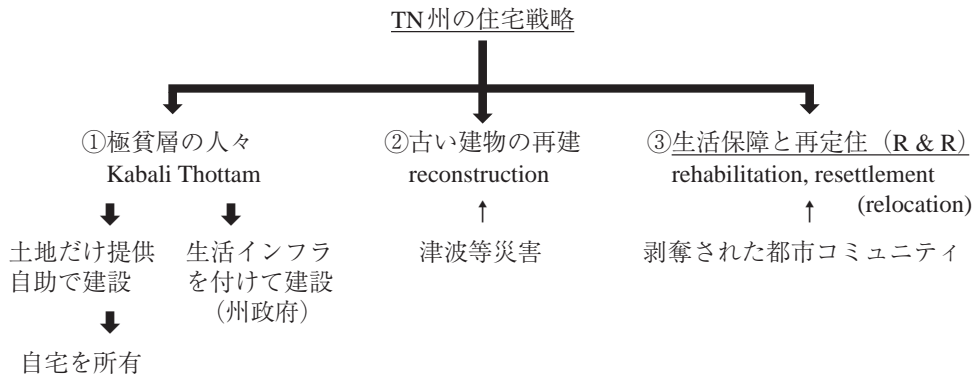 TN州の住宅戦略
①極貧層の人々
Kabali Thottam
土地だけ提供
自助で建設
自宅を所有
生活インフラ
を付けて建設
（州政府）
②古い建物の再建
reconstruction
津波等災害
③生活保障と再定住（R & R）
rehabilitation, resettlement
(relocation)
剥奪された都市コミュニティ